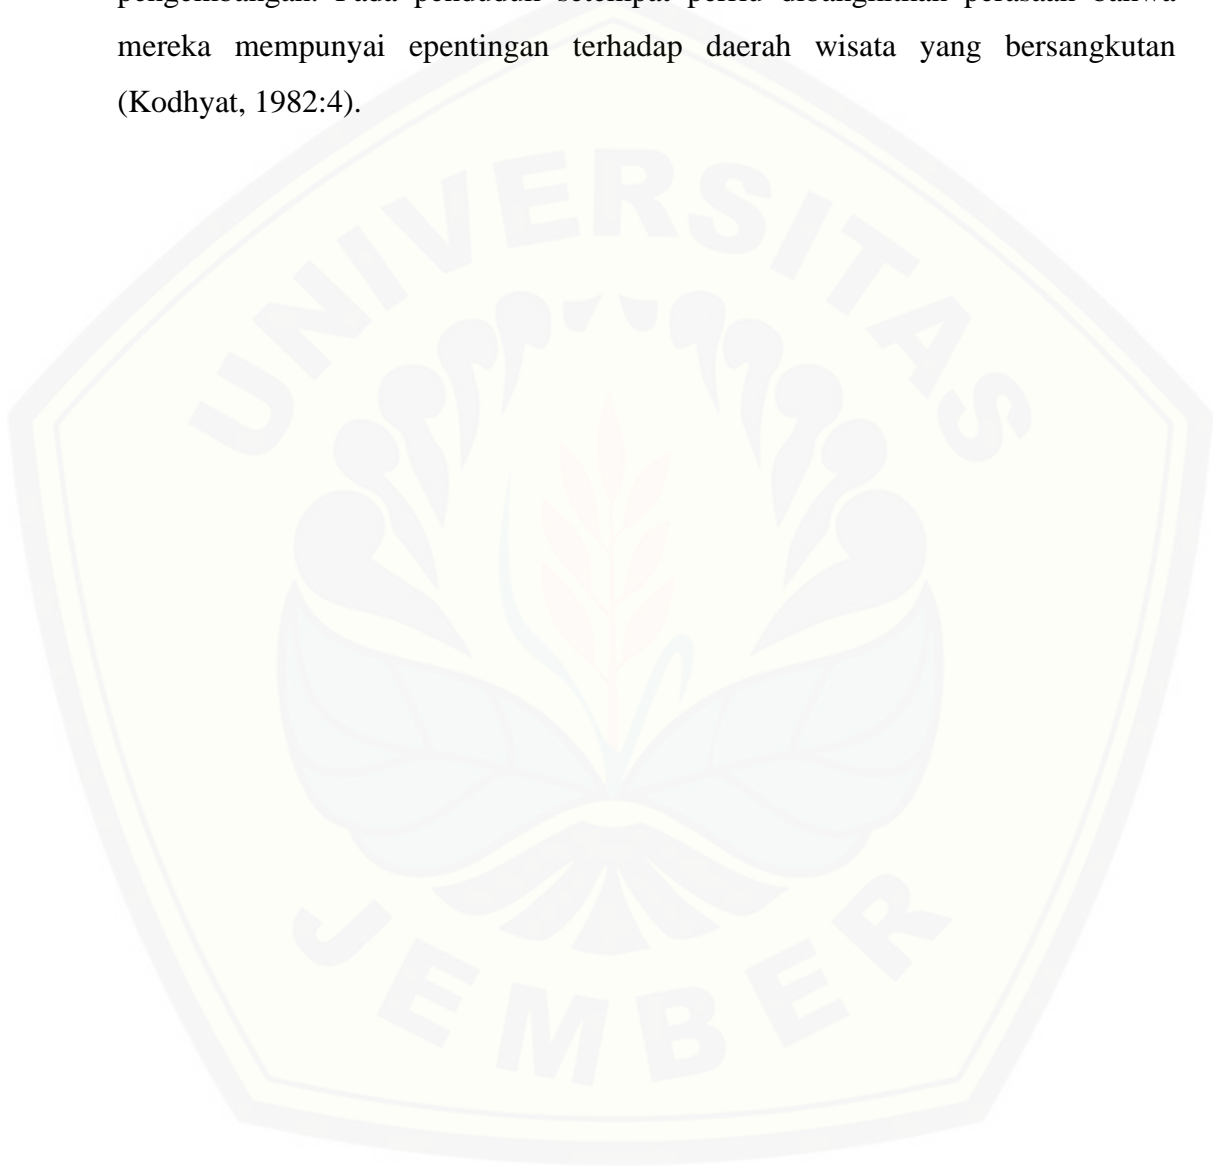 pengembangan. Pada penduduk setempat perlu dibangkitkan perasaan bahwa
mereka mempunyai epentingan terhadap daerah wisata yang bersangkutan
(Kodhyat, 1982:4).
UNIVERSITAS
JEMBER